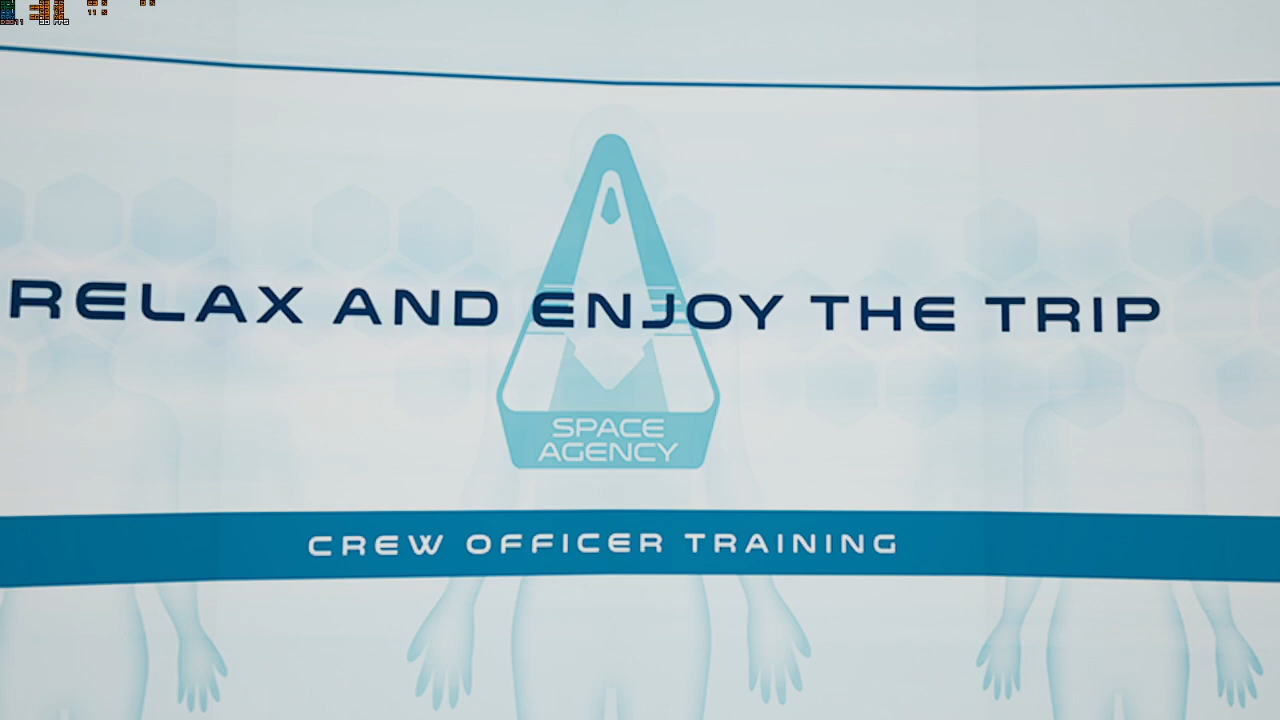 RELAX AND ENJOY THE TRIP
SPACE
AGENCY
CREW OFFICER TRAINING